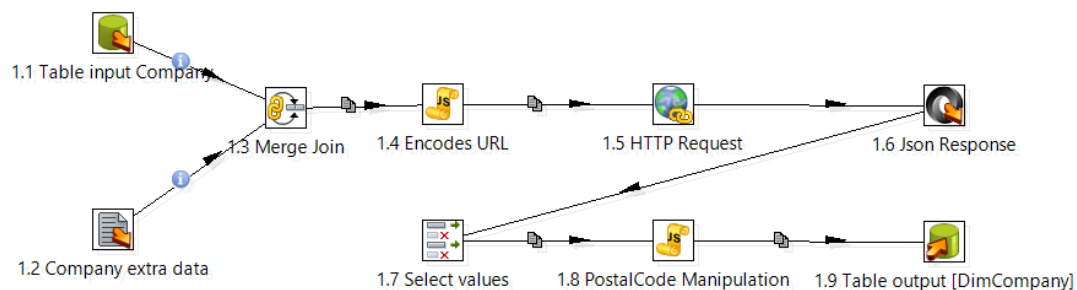 1.1 Table input Company
1.3 Merge Join
JS
1.4 Encodes URL
1.5 HTTP Request
1.6 Json Response
1.2 Company extra data
1.7 Select values
JS
1.8 PostalCode Manipulation
1.9 Table output [DimCompany]